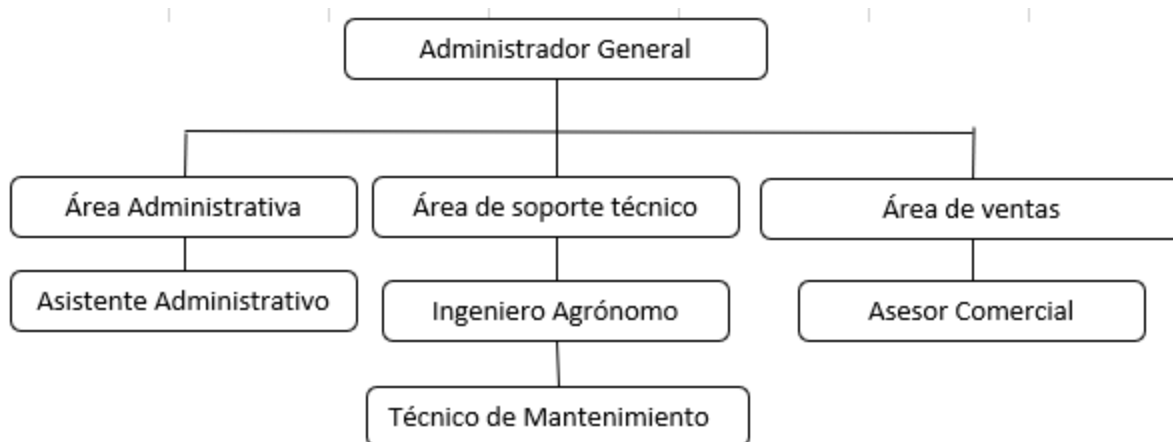 Administrador General
Área Administrativa
Área de soporte técnico
Área de ventas
Asistente Administrativo
Ingeniero Agrónomo
Asesor Comercial
Técnico de Mantenimiento